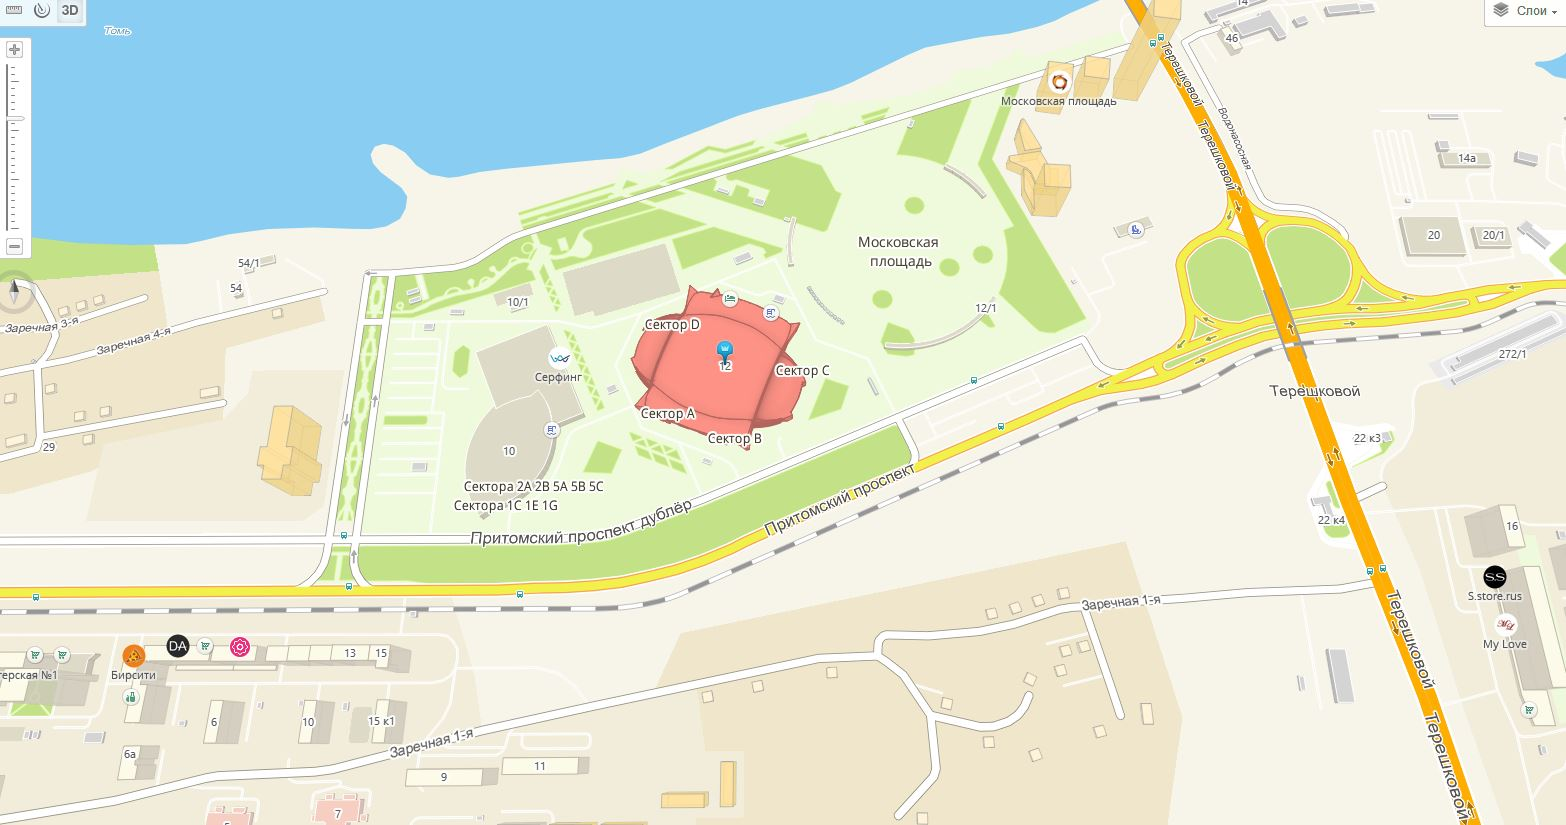 3D
Томь
Слои
14
46
Терешковой
Водонасосная
Московская площадь
Терешковой
14а
54/1
54
Московская
площадь
20
20/1
Заречная 3-я
Заречная 4-я
10/1
12/1
Сектор D
12
Сектор C
Серфинг
272/1
Терешковой
Сектор A
Сектор B
22 к3
29
10
Сектора 2A 2B 5A 5B 5C
Сектора 1C 1E 1G
Притомский проспект дублёр
Притомский проспект
22 к4
16
S.S
S.store.rus
Заречная 1-я
Терешковой
My Love
DA
13
15
Бирсити
терская №1
6
10
15 к1
Заречная 1-я
Терешковой
6а
9
11
7